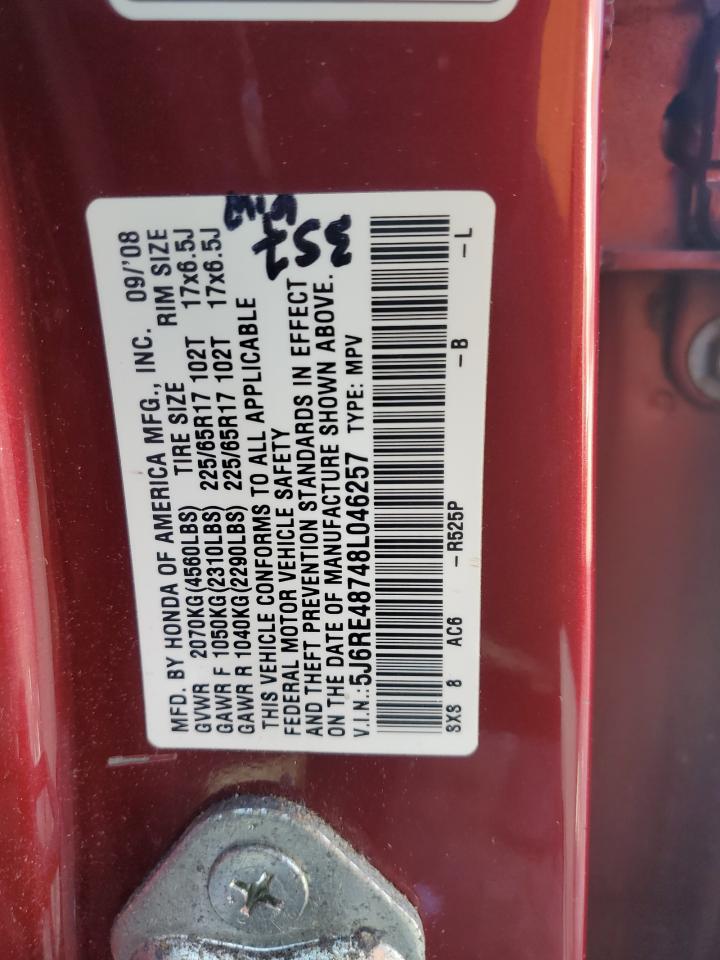 MFD. BY HONDA OF AMERICA MFG., INC. 09/'08
GVWR 2070KG(4560LBS) TIRE SIZE RIM SIZE
GAWR F 1050KG(2310LBS) 225/65R17 102T 17x6.5J
GAWR R 1040KG(2290LBS) 225/65R17 102T 17x6.5J
THIS VEHICLE CONFORMS TO ALL APPLICABLE
FEDERAL MOTOR VEHICLE SAFETY
AND THEFT PREVENTION STANDARDS IN EFFECT
ON THE DATE OF MANUFACTURE SHOWN ABOVE.
V.I.N.:5J6RE48748L046257 TYPE: MPV
SXS 8 AC6 -R525P -B -L
357